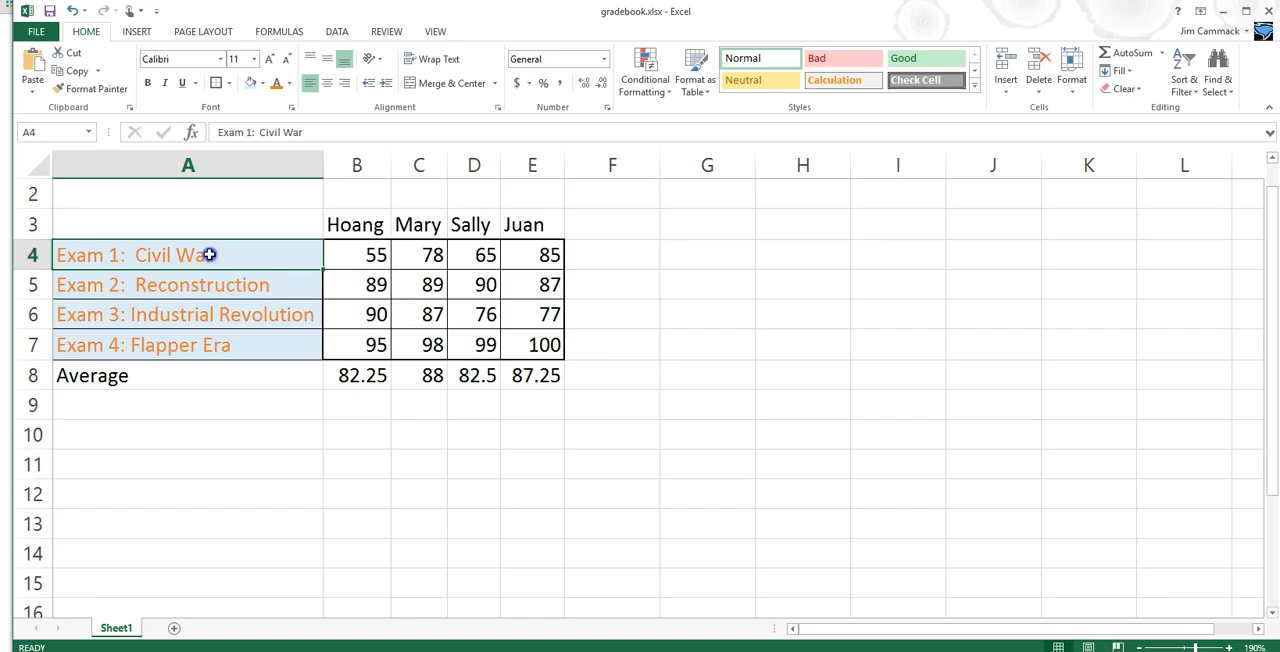 gradebook.xlsx - Excel
?
FILE HOME INSERT PAGE LAYOUT FORMULAS DATA REVIEW VIEW Jim Cammack
Paste
Cut
Copy
Format Painter
Clipboard
Calibri 11
B I U
Font
Wrap Text
Merge & Center
Alignment
General
$ % ,
Number
Conditional Formatting
Format as Table
Normal Bad Good
Neutral Calculation Check Cell
Styles
Insert Delete Format
Cells
AutoSum
Fill
Clear
Sort & Filter
Find & Select
Editing
A4 fx Exam 1:  Civil War
A B C D E F G H I J K L
2
3 Hoang Mary Sally Juan
4 Exam 1:  Civil War 55 78 65 85
5 Exam 2:  Reconstruction 89 89 90 87
6 Exam 3: Industrial Revolution 90 87 76 77
7 Exam 4: Flapper Era 95 98 99 100
8 Average 82.25 88 82.5 87.25
9
10
11
12
13
14
15
16
Sheet1
READY 190%